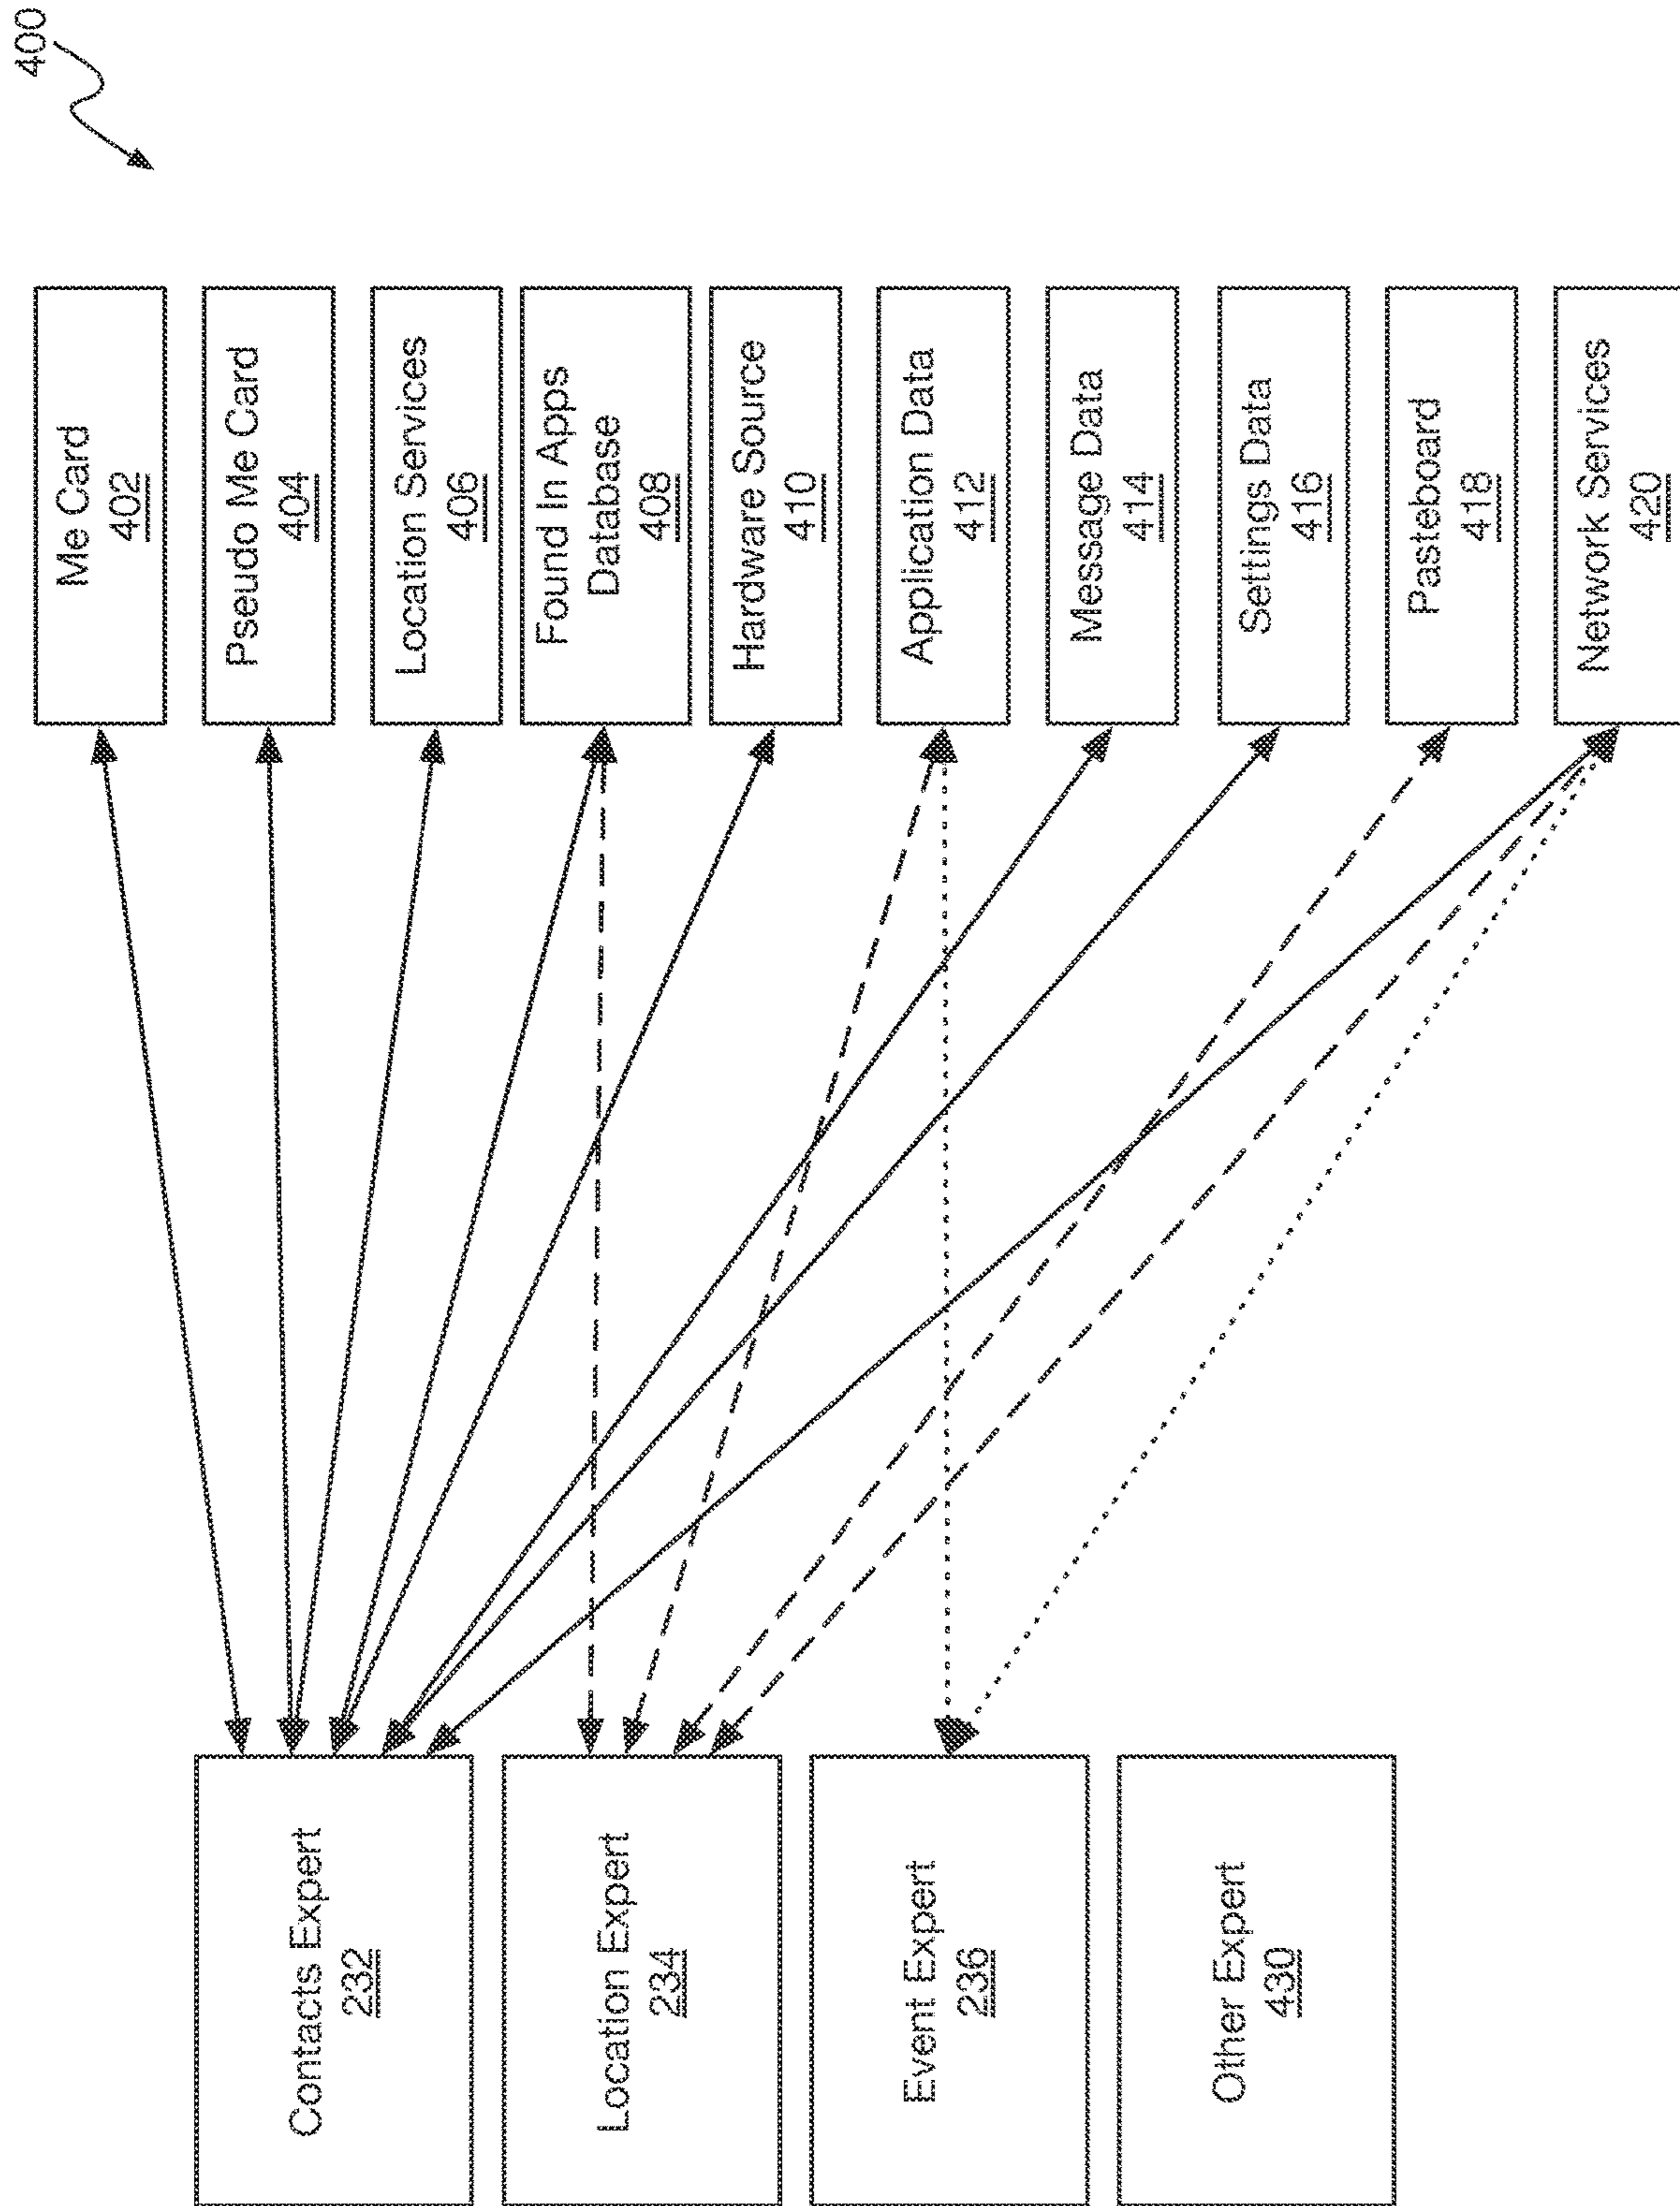 400
Me Card
402
Pseudo Me Card
404
Location Services
406
Found In Apps
Database
408
Hardware Source
410
Application Data
412
Message Data
414
Settings Data
416
Pasteboard
418
Network Services
420
Contacts Expert
232
Location Expert
234
Event Expert
236
Other Expert
430